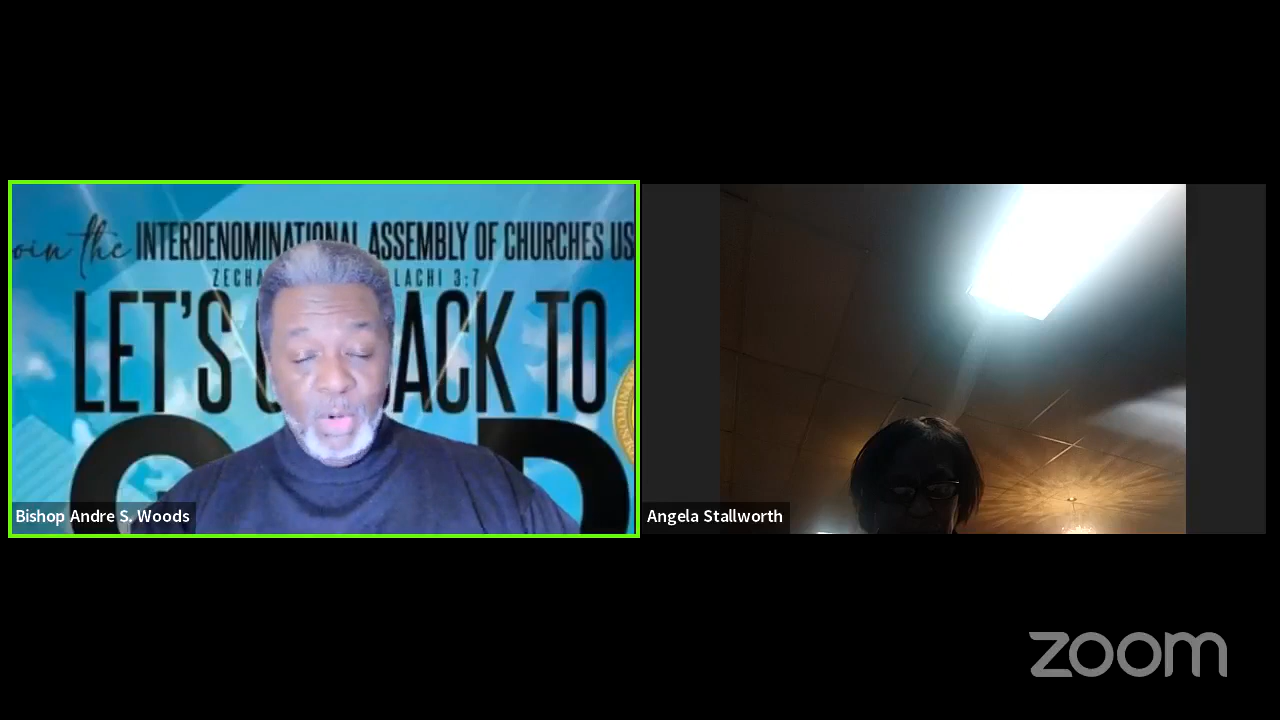 oin the INTERDENOMINATIONAL ASSEMBLY OF CHURCHES US
ZECHA LACHI 3:7
LET'S ACK TO
Bishop Andre S. Woods
Angela Stallworth
zoom